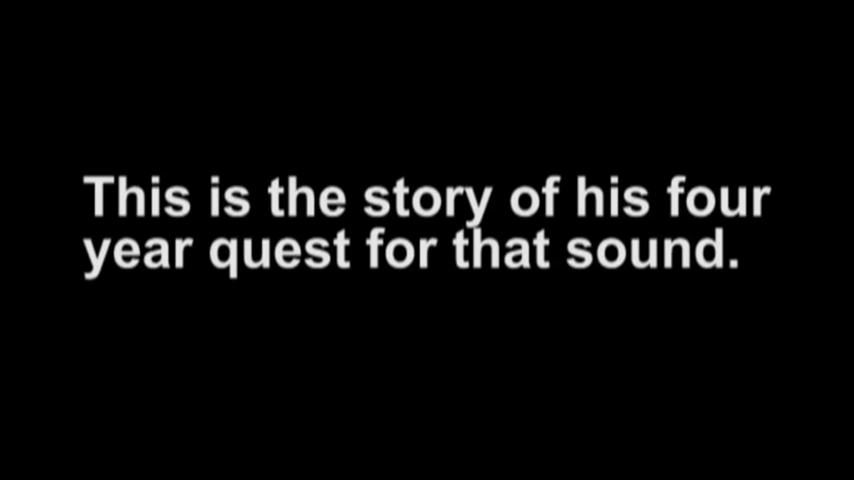 This is the story of his four
year quest for that sound.